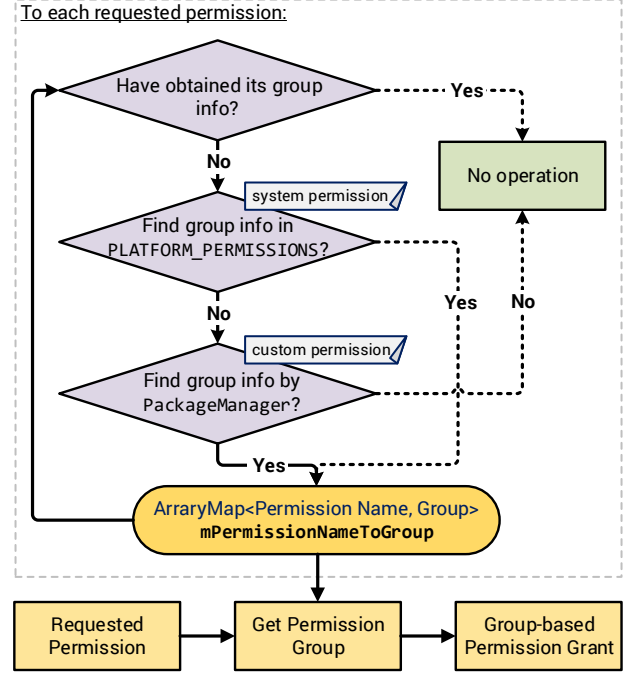 To each requested permission:
Have obtained its group
info?
Yes
No operation
No
system permission
Find group info in
PLATFORM_PERMISSIONS?
Yes
No
No
custom permission
Find group info by
PackageManager?
Yes
ArraryMap<Permission Name, Group>
mPermissionNameToGroup
Requested
Permission
Get Permission
Group
Group-based
Permission Grant